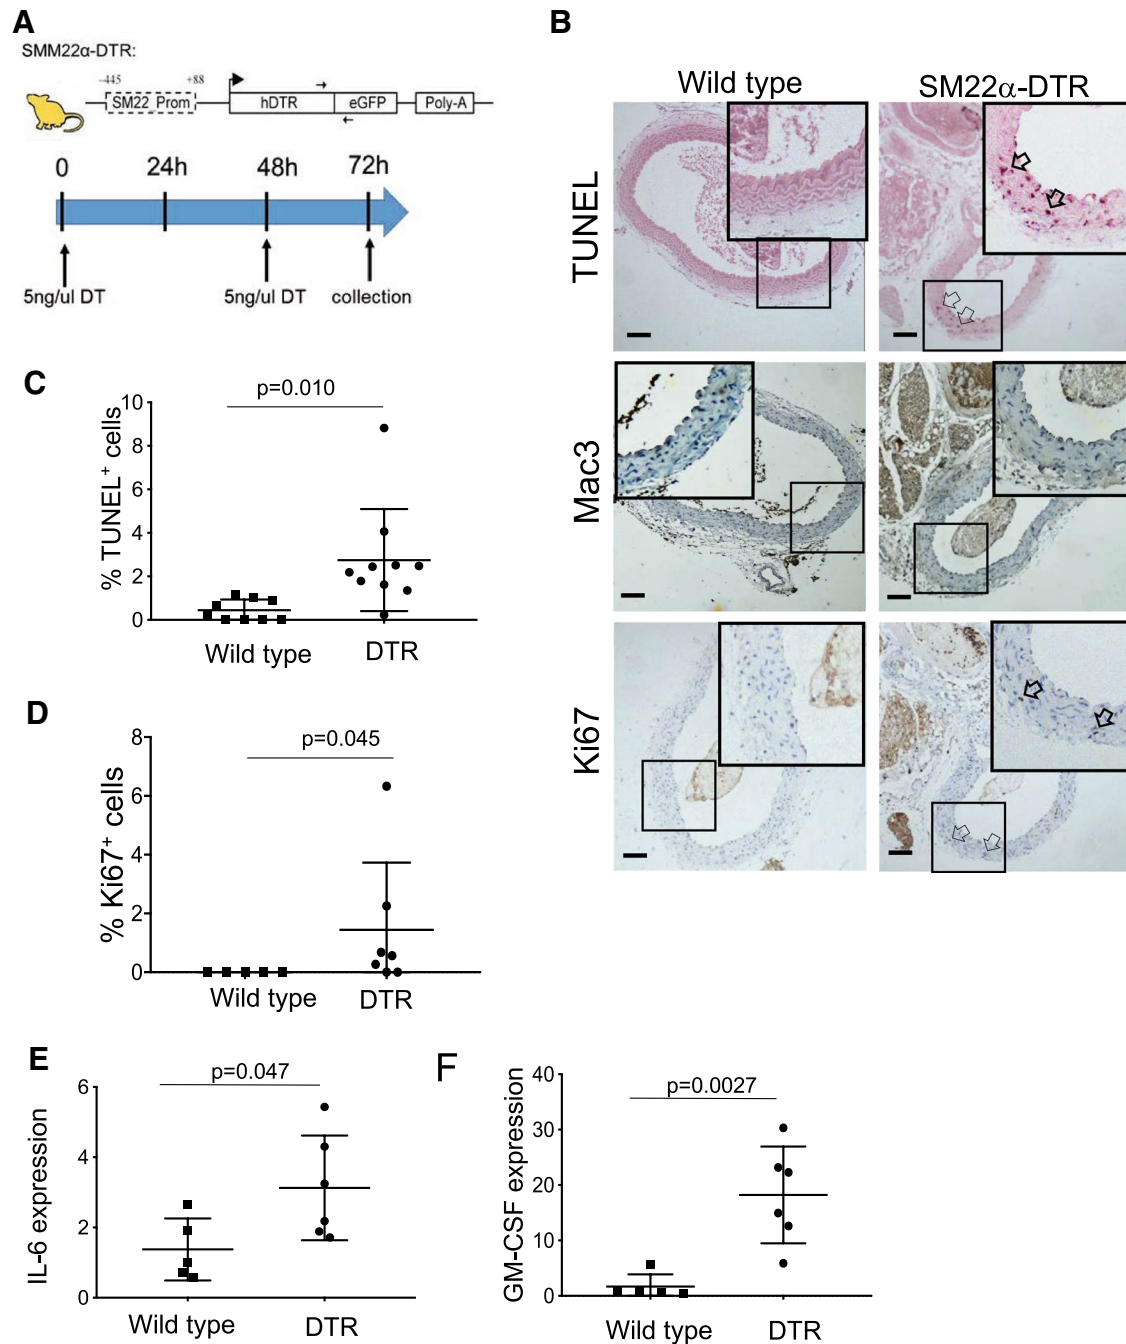 A
SMM22α-DTR:
-445
+88
SM22 Prom
hDTR
eGFP
Poly-A
0
24h
48h
72h
5ng/ul DT
5ng/ul DT
collection
B
Wild type
SM22α-DTR
TUNEL
Mac3
Ki67
C
p=0.010
% TUNEL⁺ cells
10
8
6
4
2
0
Wild type
DTR
D
p=0.045
% Ki67⁺ cells
8
6
4
2
0
Wild type
DTR
E
p=0.047
IL-6 expression
6
4
2
0
Wild type
DTR
F
p=0.0027
GM-CSF expression
40
30
20
10
0
Wild type
DTR